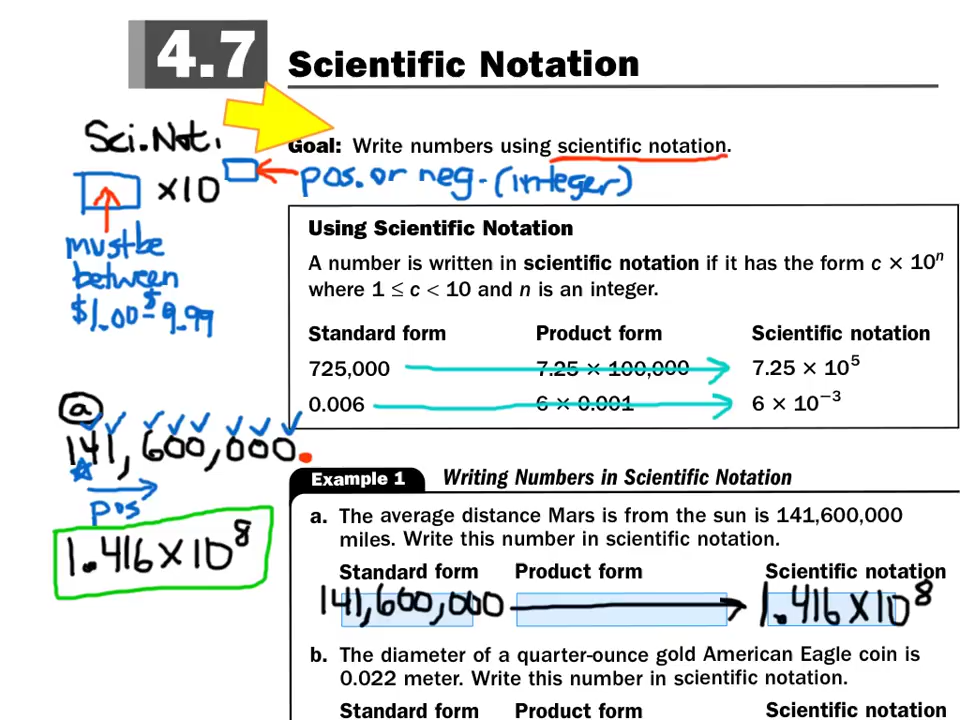 4.7 Scientific Notation
Sci.Not.
Goal: Write numbers using scientific notation.
×10
pos. or neg. (integer)
must be
between
$1.00 - $9.99
Using Scientific Notation
A number is written in scientific notation if it has the form c × 10ⁿ
where 1 ≤ c < 10 and n is an integer.
Standard form Product form Scientific notation
725,000 7.25 × 100,000 7.25 × 10⁵
0.006 6 × 0.001 6 × 10⁻³
a
141,600,000.
pos
1.416×10⁸
Example 1 Writing Numbers in Scientific Notation
a. The average distance Mars is from the sun is 141,600,000
miles. Write this number in scientific notation.
Standard form Product form Scientific notation
141,600,000 1.416×10⁸
b. The diameter of a quarter-ounce gold American Eagle coin is
0.022 meter. Write this number in scientific notation.
Standard form Product form Scientific notation